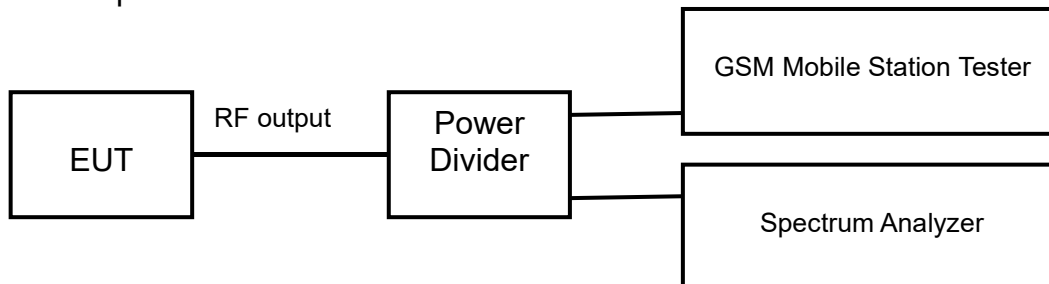 EUT
RF output
Power
Divider
GSM Mobile Station Tester
Spectrum Analyzer